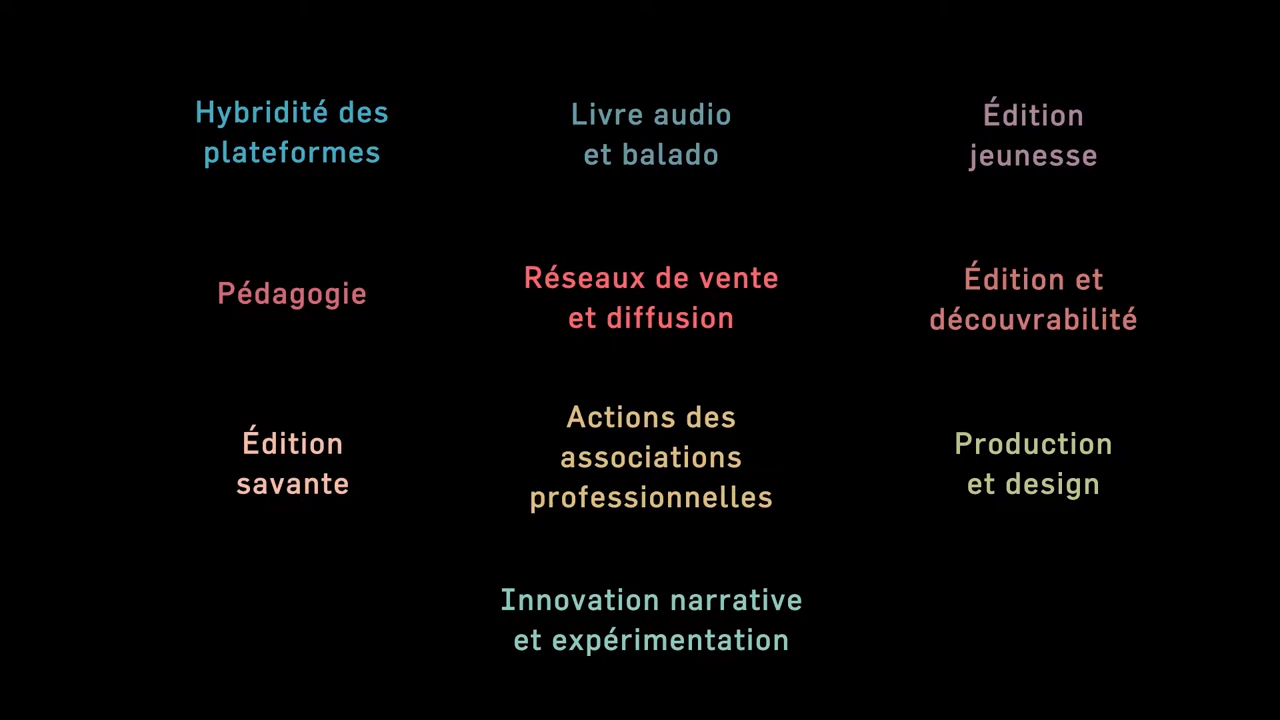 Hybridité des
plateformes
Livre audio
et balado
Édition
jeunesse
Pédagogie
Réseaux de vente
et diffusion
Édition et
découvrabilité
Édition
savante
Actions des
associations
professionnelles
Production
et design
Innovation narrative
et expérimentation